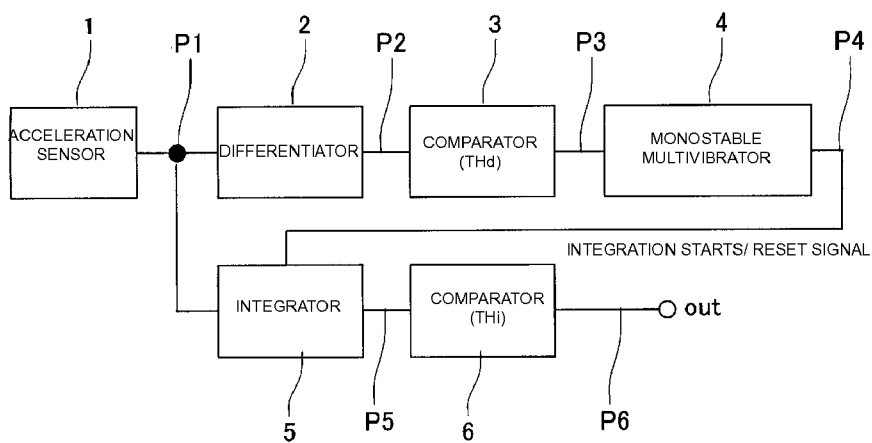 1
P1
2
P2
3
P3
4
P4
ACCELERATION
SENSOR
DIFFERENTIATOR
COMPARATOR
(THd)
MONOSTABLE
MULTIVIBRATOR
INTEGRATION STARTS/ RESET SIGNAL
INTEGRATOR
COMPARATOR
(THi)
out
5
P5
6
P6